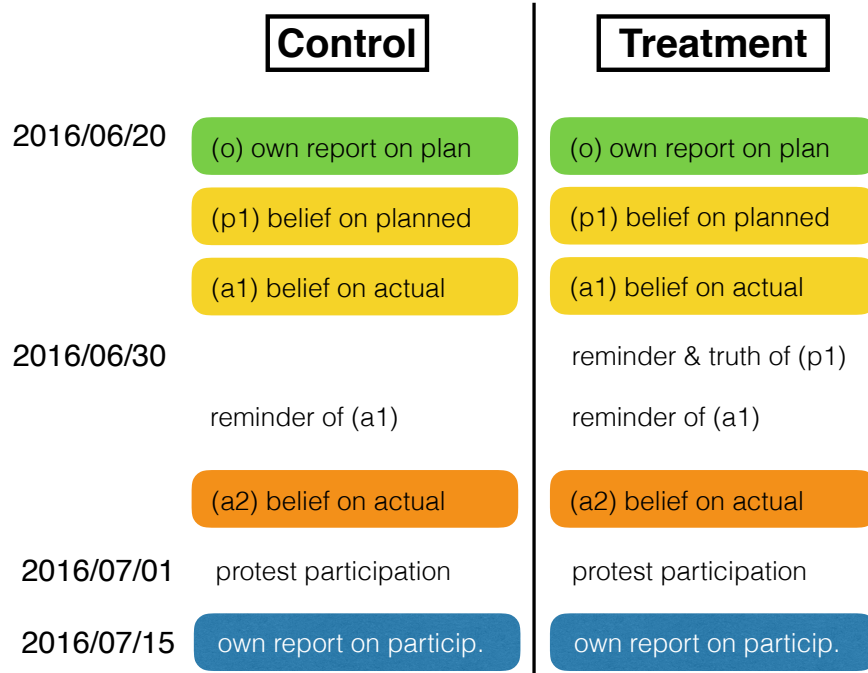 Control Treatment
2016/06/20 (o) own report on plan (o) own report on plan
(p1) belief on planned (p1) belief on planned
(a1) belief on actual (a1) belief on actual
2016/06/30 reminder & truth of (p1)
reminder of (a1) reminder of (a1)
(a2) belief on actual (a2) belief on actual
2016/07/01 protest participation protest participation
2016/07/15 own report on particip. own report on particip.